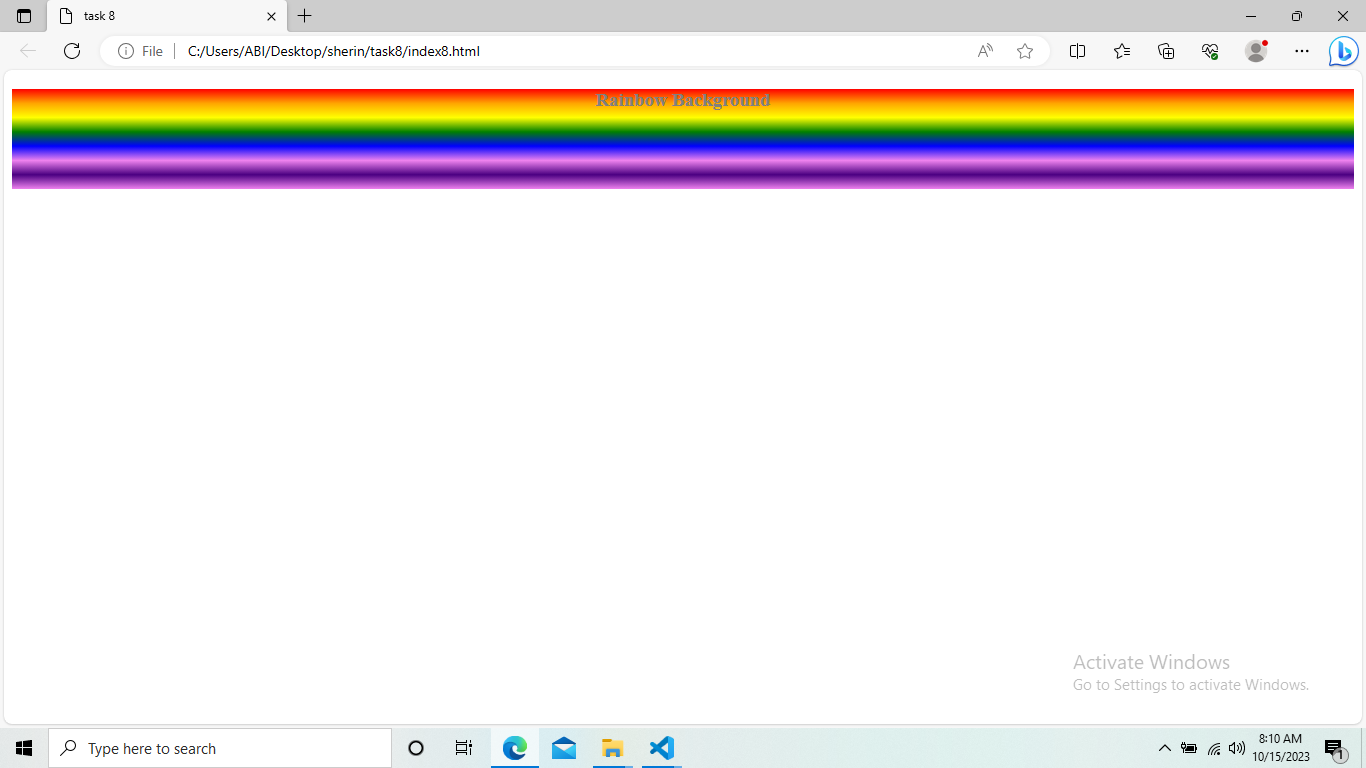 task 8
File
C:/Users/ABI/Desktop/sherin/task8/index8.html
Rainbow Background
Activate Windows
Go to Settings to activate Windows.
Type here to search
8:10 AM
10/15/2023
1